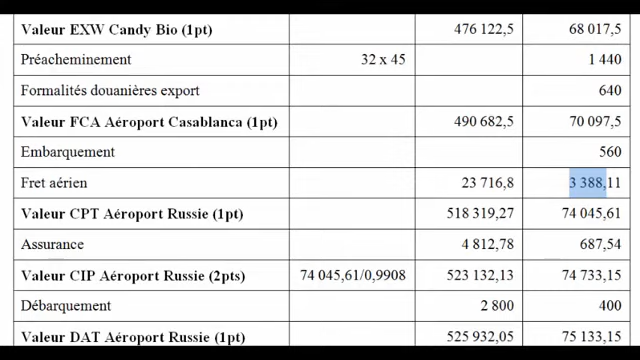 Valeur EXW Candy Bio (1pt) 476 122,5 68 017,5
Préacheminement 32 x 45 1 440
Formalités douanières export 640
Valeur FCA Aéroport Casablanca (1pt) 490 682,5 70 097,5
Embarquement 560
Fret aérien 23 716,8 3 388,11
Valeur CPT Aéroport Russie (1pt) 518 319,27 74 045,61
Assurance 4 812,78 687,54
Valeur CIP Aéroport Russie (2pts) 74 045,61/0,9908 523 132,13 74 733,15
Débarquement 2 800 400
Valeur DAT Aéroport Russie (1pt) 525 932,05 75 133,15